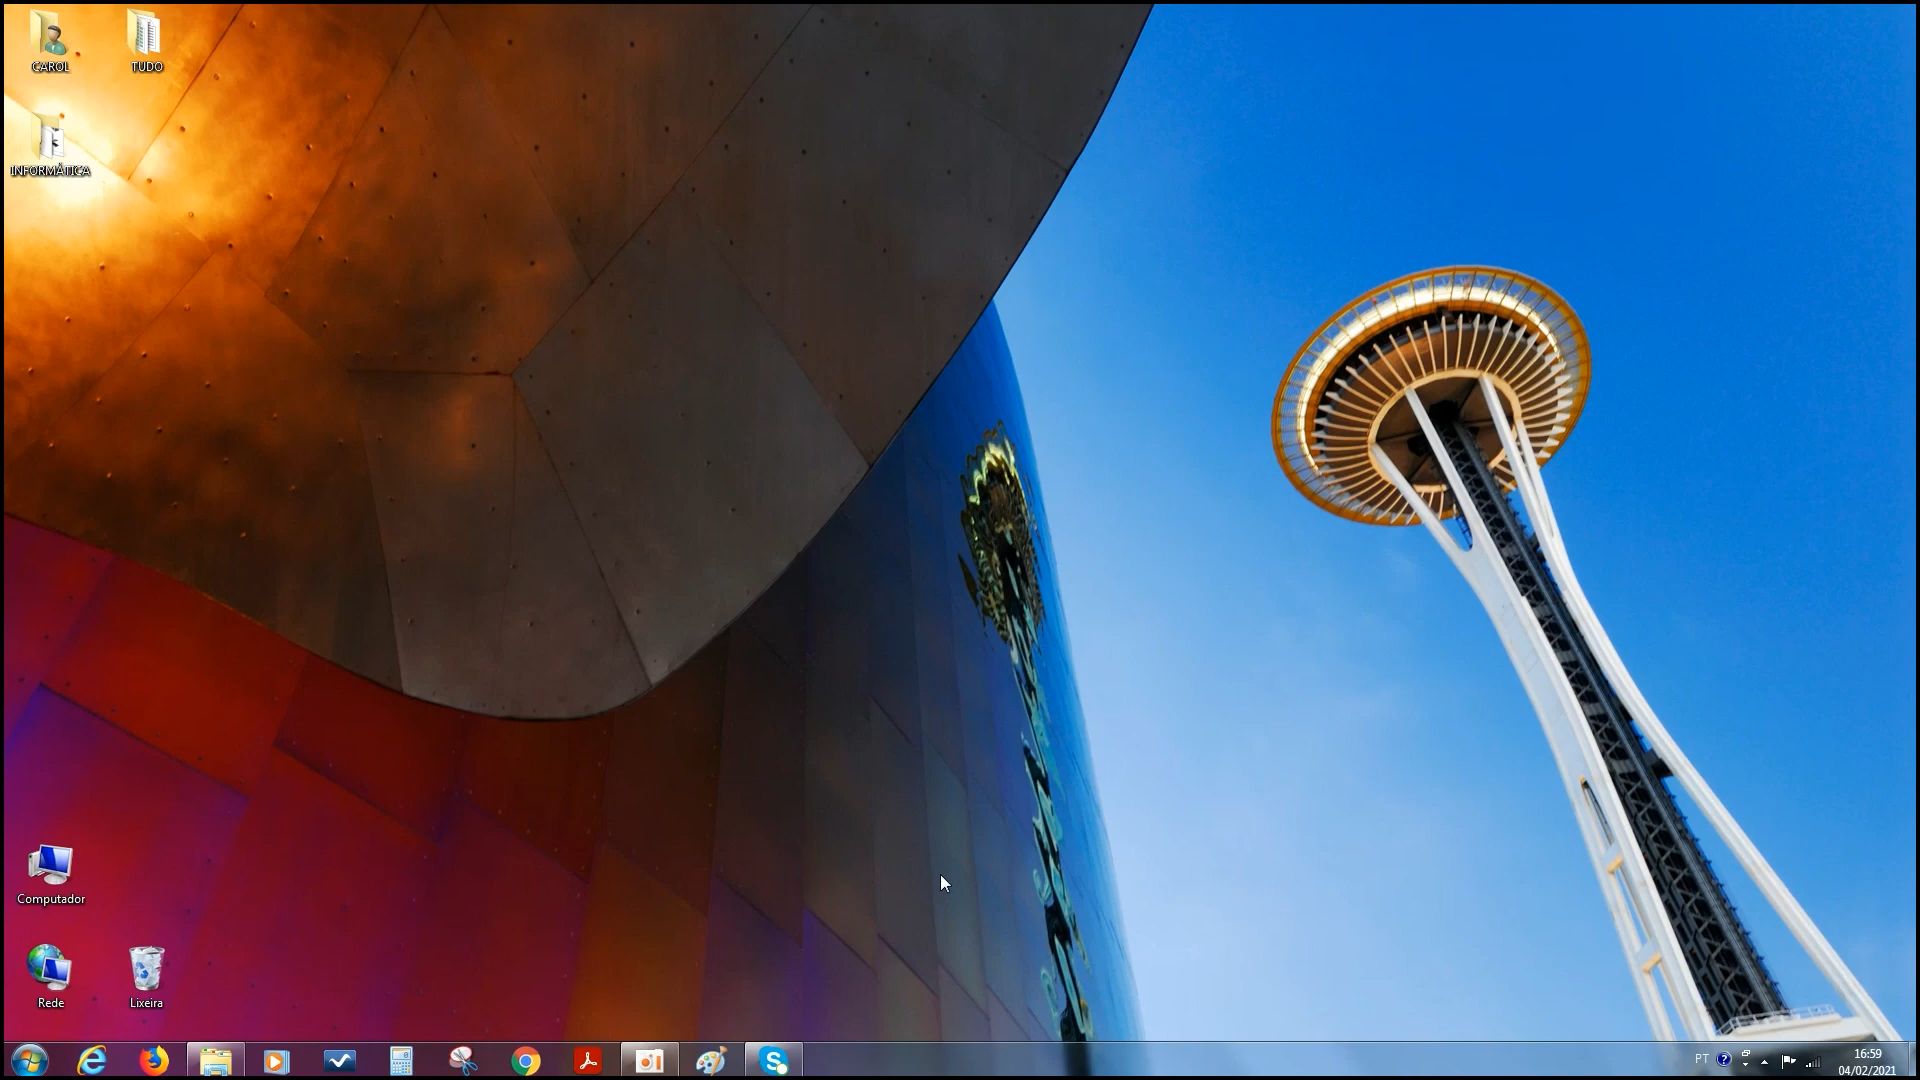 CAROL
TUDO
INFORMÁTICA
Computador
Rede
Lixeira
PT
16:59
04/02/2021